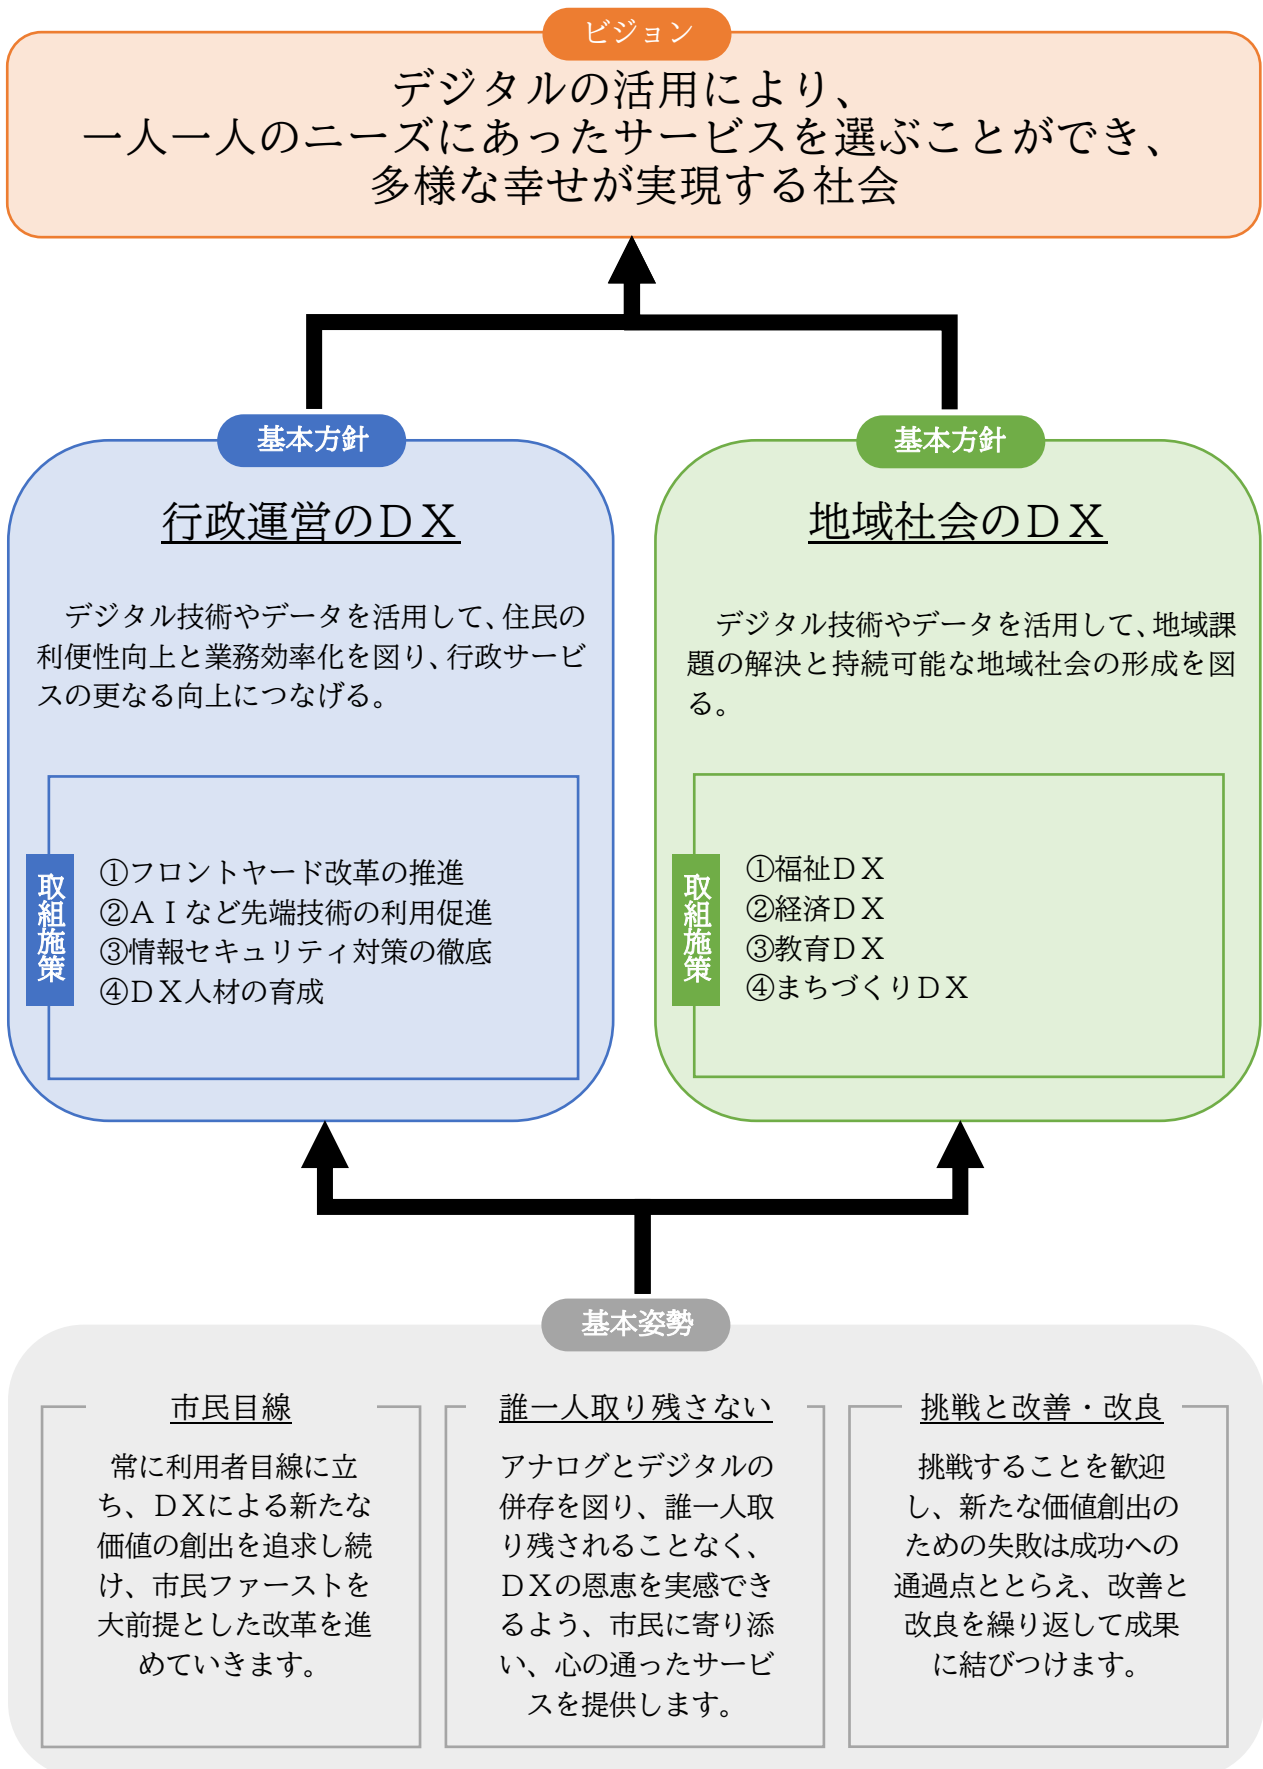 ビジョン
デジタルの活用により、
一人一人のニーズにあったサービスを選ぶことができ、
多様な幸せが実現する社会
基本方針
行政運営のＤＸ
デジタル技術やデータを活用して、住民の
利便性向上と業務効率化を図り、行政サービ
スの更なる向上につなげる。
取組施策
①フロントヤード改革の推進
②ＡＩなど先端技術の利用促進
③情報セキュリティ対策の徹底
④ＤＸ人材の育成
基本方針
地域社会のＤＸ
デジタル技術やデータを活用して、地域課
題の解決と持続可能な地域社会の形成を図
る。
取組施策
①福祉ＤＸ
②経済ＤＸ
③教育ＤＸ
④まちづくりＤＸ
基本姿勢
市民目線
常に利用者目線に立
ち、ＤＸによる新たな
価値の創出を追求し続
け、市民ファーストを
大前提とした改革を進
めていきます。
誰一人取り残さない
アナログとデジタルの
併存を図り、誰一人取
り残されることなく、
ＤＸの恩恵を実感でき
るよう、市民に寄り添
い、心の通ったサービ
スを提供します。
挑戦と改善・改良
挑戦することを歓迎
し、新たな価値創出の
ための失敗は成功への
通過点ととらえ、改善と
改良を繰り返して成果
に結びつけます。